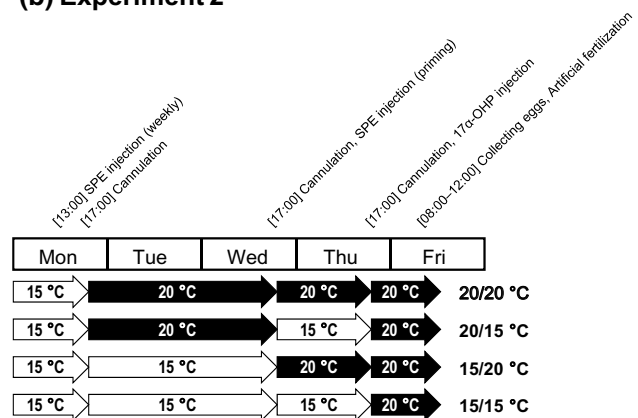 (b) Experiment 2
[13:00] SPE injection (weekly)
[17:00] Cannulation
[17:00] Cannulation, SPE injection (priming)
[17:00] Cannulation, 17α-OHP injection
[08:00–12:00] Collecting eggs, Artificial fertilization
Mon Tue Wed Thu Fri
15 °C 20 °C 20 °C 20 °C 20/20 °C
15 °C 20 °C 15 °C 20 °C 20/15 °C
15 °C 15 °C 20 °C 20 °C 15/20 °C
15 °C 15 °C 15 °C 20 °C 15/15 °C